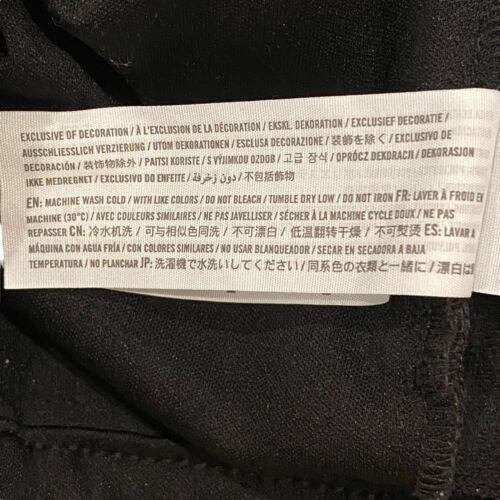 EXCLUSIVE OF DECORATION / À L'EXCLUSION DE LA DÉCORATION / EKSKL. DEKORATION / EXCLUSIEF DECORATIE /
AUSSCHLIESSLICH VERZIERUNG / UTOM DEKORATIONEN / ESCLUSA DECORAZIONE / 装飾を除く / EXCLUSIVO DE
DECORACIÓN / 装饰物除外 / PAITSI KORISTE / S VÝJIMKOU OZDOB / 고급 장식 / OPRÓCZ DEKORACJI / DEKORASJON
IKKE MEDREGNET / EXCLUSIVO DO ENFEITE / دون زخرفة / 不包括飾物
EN: MACHINE WASH COLD / WITH LIKE COLORS / DO NOT BLEACH / TUMBLE DRY LOW / DO NOT IRON FR: LAVER À FROID EN
MACHINE (30°C) / AVEC COULEURS SIMILAIRES / NE PAS JAVELLISER / SÉCHER À LA MACHINE CYCLE DOUX / NE PAS
REPASSER CN: 冷水机洗 / 可与相似色同洗 / 不可漂白 / 低温翻转干燥 / 不可熨烫 ES: LAVAR A
MÁQUINA CON AGUA FRÍA / CON COLORES SIMILARES / NO USAR BLANQUEADOR / SECAR EN SECADORA A BAJA
TEMPERATURA / NO PLANCHAR JP: 洗濯機で水洗いしてください / 同系色の衣類と一緒に / 漂白は